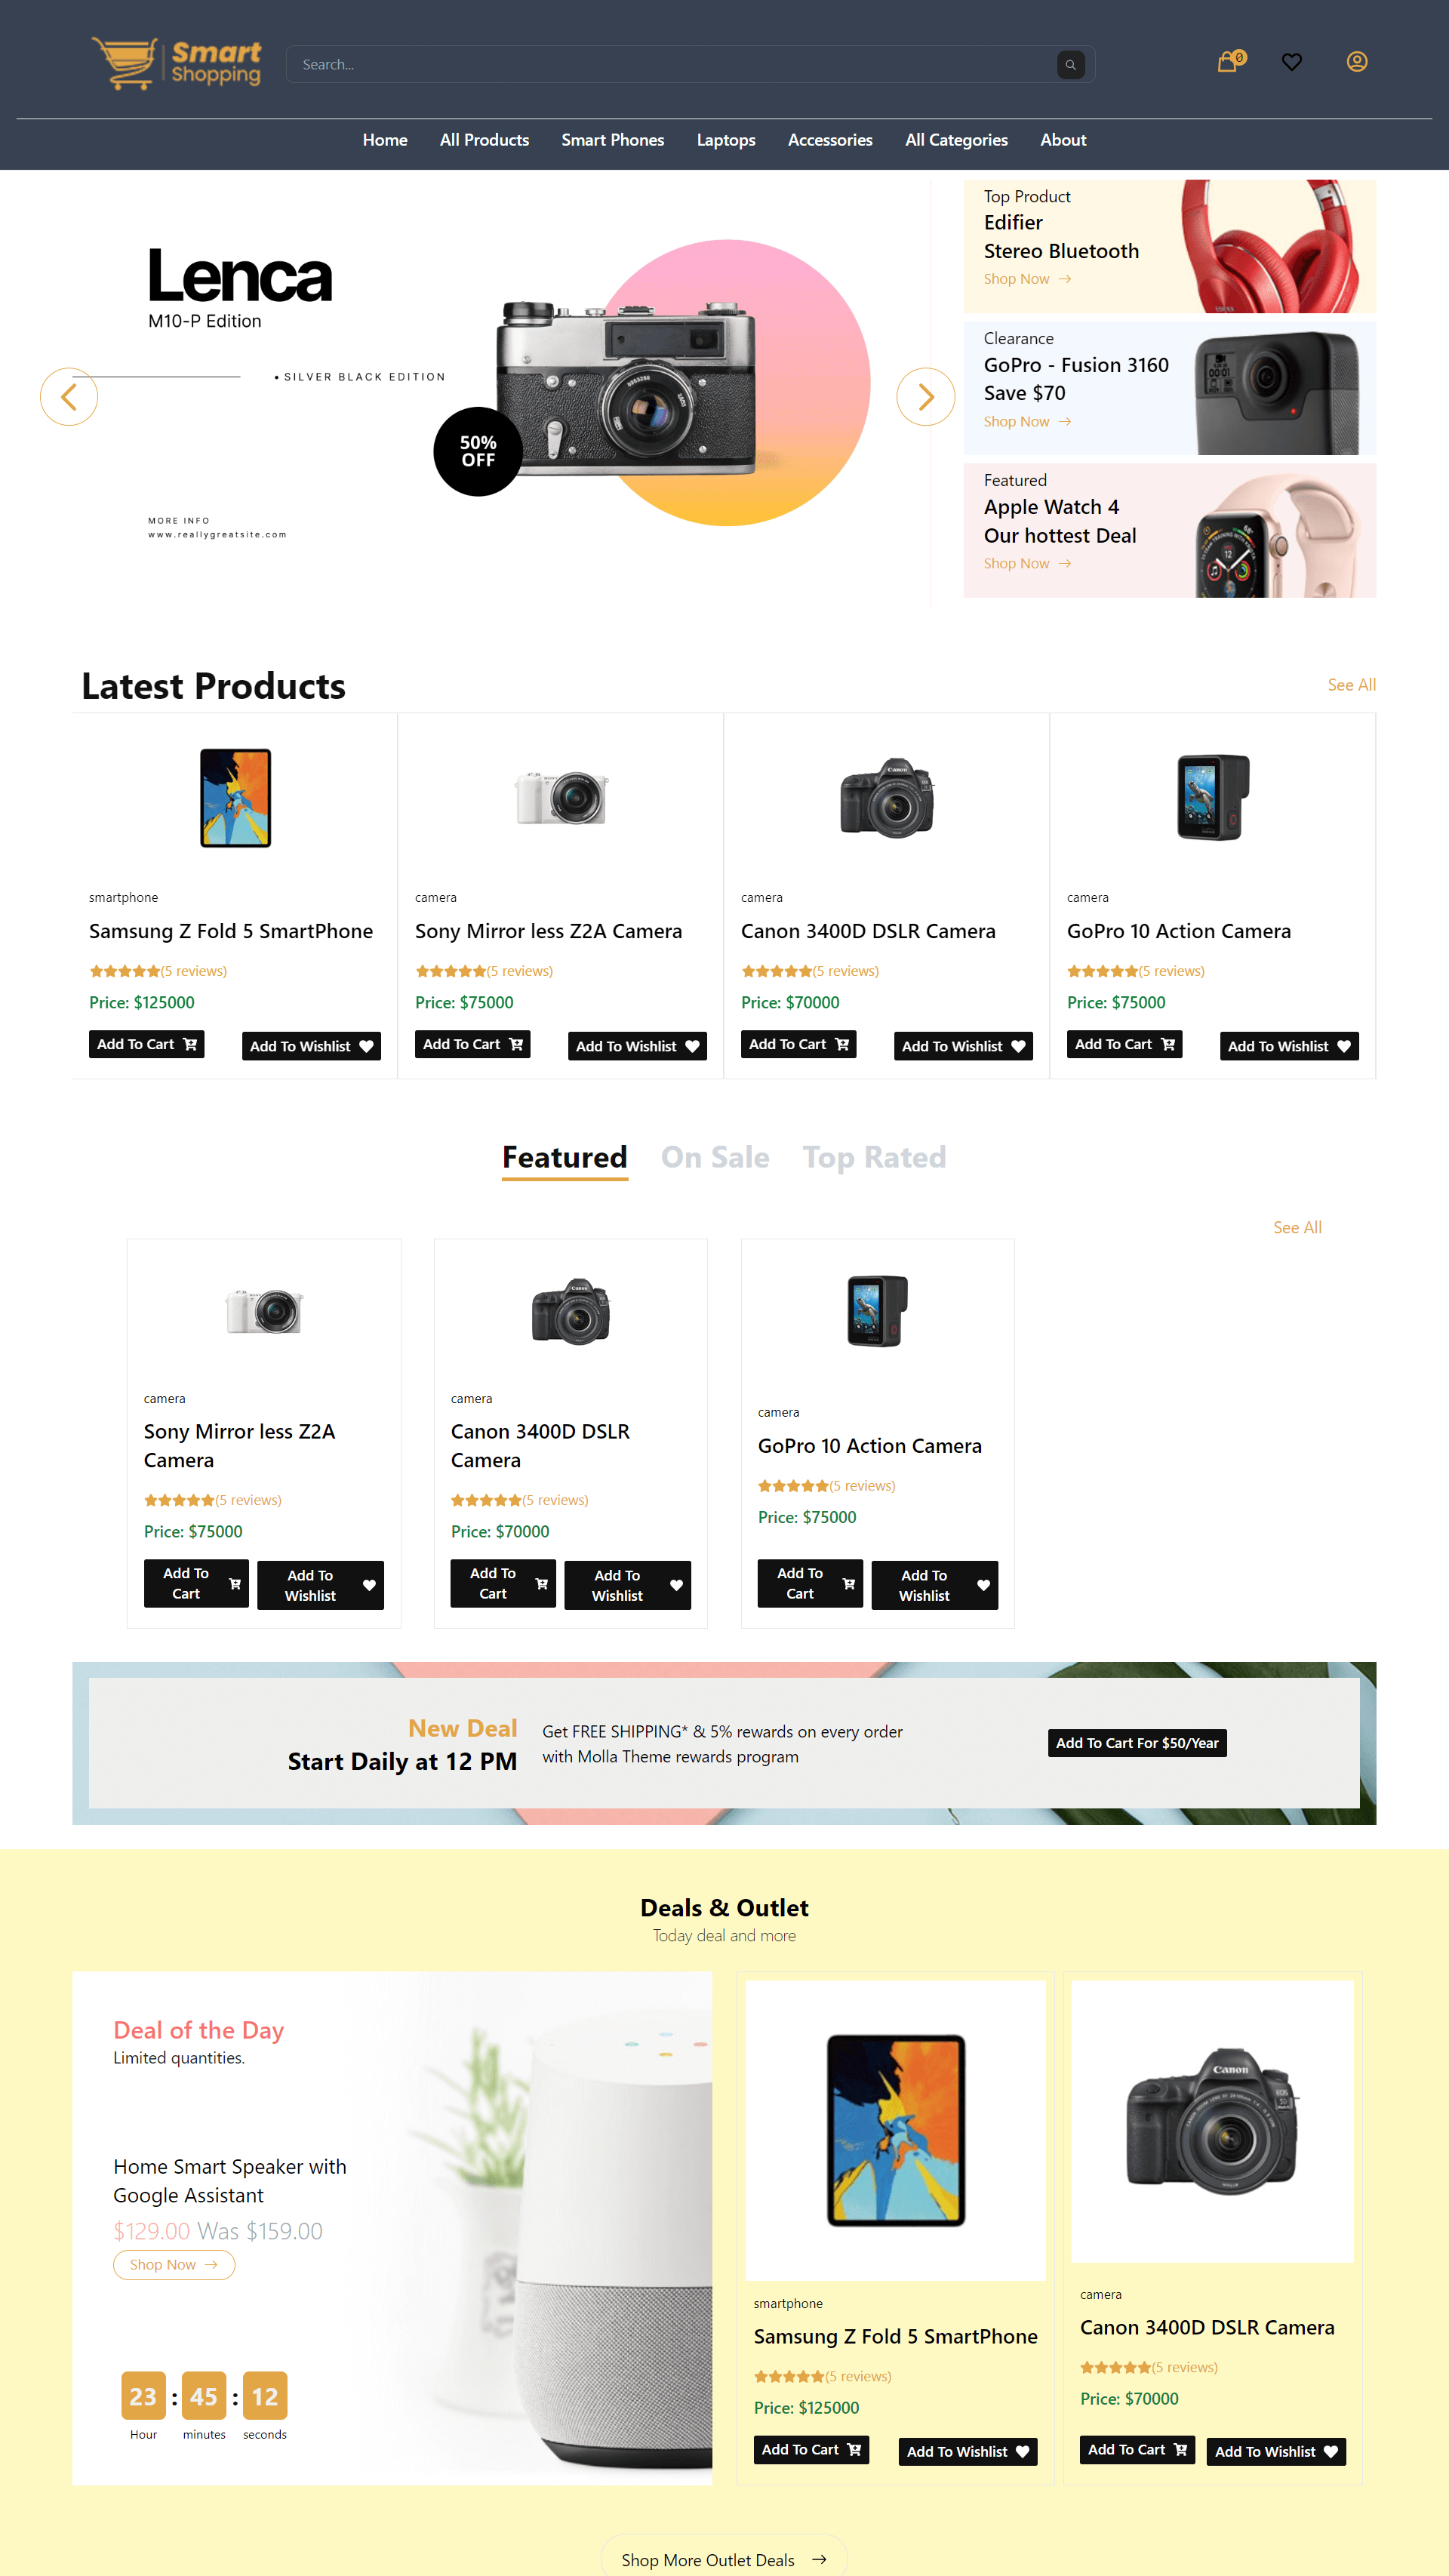 Smart
Shopping
Search...
0
Home All Products Smart Phones Laptops Accessories All Categories About
Lenca
M10-P Edition
• SILVER BLACK EDITION
50%
OFF
MORE INFO
www.reallygreatsite.com
Top Product
Edifier
Stereo Bluetooth
Shop Now
Clearance
GoPro - Fusion 3160
Save $70
Shop Now
Featured
Apple Watch 4
Our hottest Deal
Shop Now
Latest Products
See All
smartphone
Samsung Z Fold 5 SmartPhone
(5 reviews)
Price: $125000
Add To Cart Add To Wishlist
camera
Sony Mirror less Z2A Camera
(5 reviews)
Price: $75000
Add To Cart Add To Wishlist
Canon
camera
Canon 3400D DSLR Camera
(5 reviews)
Price: $70000
Add To Cart Add To Wishlist
camera
GoPro 10 Action Camera
(5 reviews)
Price: $75000
Add To Cart Add To Wishlist
Featured On Sale Top Rated
See All
camera
Sony Mirror less Z2A
Camera
(5 reviews)
Price: $75000
Add To
Cart
Add To
Wishlist
Canon
camera
Canon 3400D DSLR
Camera
(5 reviews)
Price: $70000
Add To
Cart
Add To
Wishlist
camera
GoPro 10 Action Camera
(5 reviews)
Price: $75000
Add To
Cart
Add To
Wishlist
New Deal
Start Daily at 12 PM
Get FREE SHIPPING* & 5% rewards on every order
with Molla Theme rewards program
Add To Cart For $50/Year
Deals & Outlet
Today deal and more
Deal of the Day
Limited quantities.
Home Smart Speaker with
Google Assistant
$129.00 Was $159.00
Shop Now
23 : 45 : 12
Hour minutes seconds
smartphone
Samsung Z Fold 5 SmartPhone
(5 reviews)
Price: $125000
Add To Cart Add To Wishlist
Canon
camera
Canon 3400D DSLR Camera
(5 reviews)
Price: $70000
Add To Cart Add To Wishlist
Shop More Outlet Deals